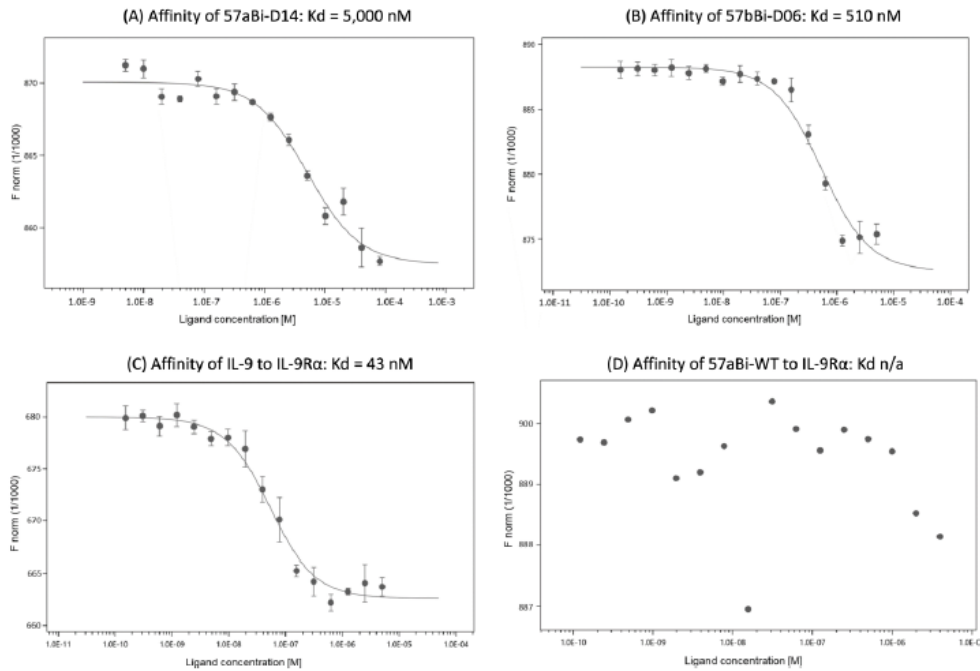 (A) Affinity of 57aBi-D14: Kd = 5,000 nM
870
865
860
F norm (1/1000)
1.0E-9 1.0E-8 1.0E-7 1.0E-6 1.0E-5 1.0E-4 1.0E-3
Ligand concentration [M]
(B) Affinity of 57bBi-D06: Kd = 510 nM
890
885
880
875
F norm (1/1000)
1.0E-11 1.0E-10 1.0E-9 1.0E-8 1.0E-7 1.0E-6 1.0E-5 1.0E-4
Ligand concentration [M]
(C) Affinity of IL-9 to IL-9Rα: Kd = 43 nM
680
675
670
665
660
F norm (1/1000)
1.0E-11 1.0E-10 1.0E-09 1.0E-08 1.0E-07 1.0E-06 1.0E-05 1.0E-04
Ligand concentration [M]
(D) Affinity of 57aBi-WT to IL-9Rα: Kd n/a
900
889
888
887
F norm (1/1000)
1.0E-10 1.0E-09 1.0E-08 1.0E-07 1.0E-06
Ligand concentration [M]